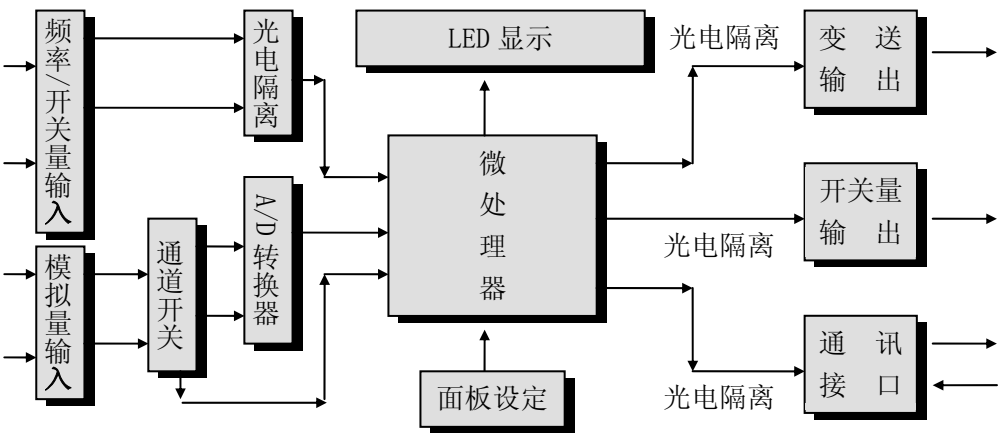 频率/开关量输入
光电隔离
LED 显示
光电隔离
变 送
输 出
微处理器
A/D转换器
开关量
输 出
光电隔离
通道开关
模拟量输入
面板设定
通 讯
接 口
光电隔离